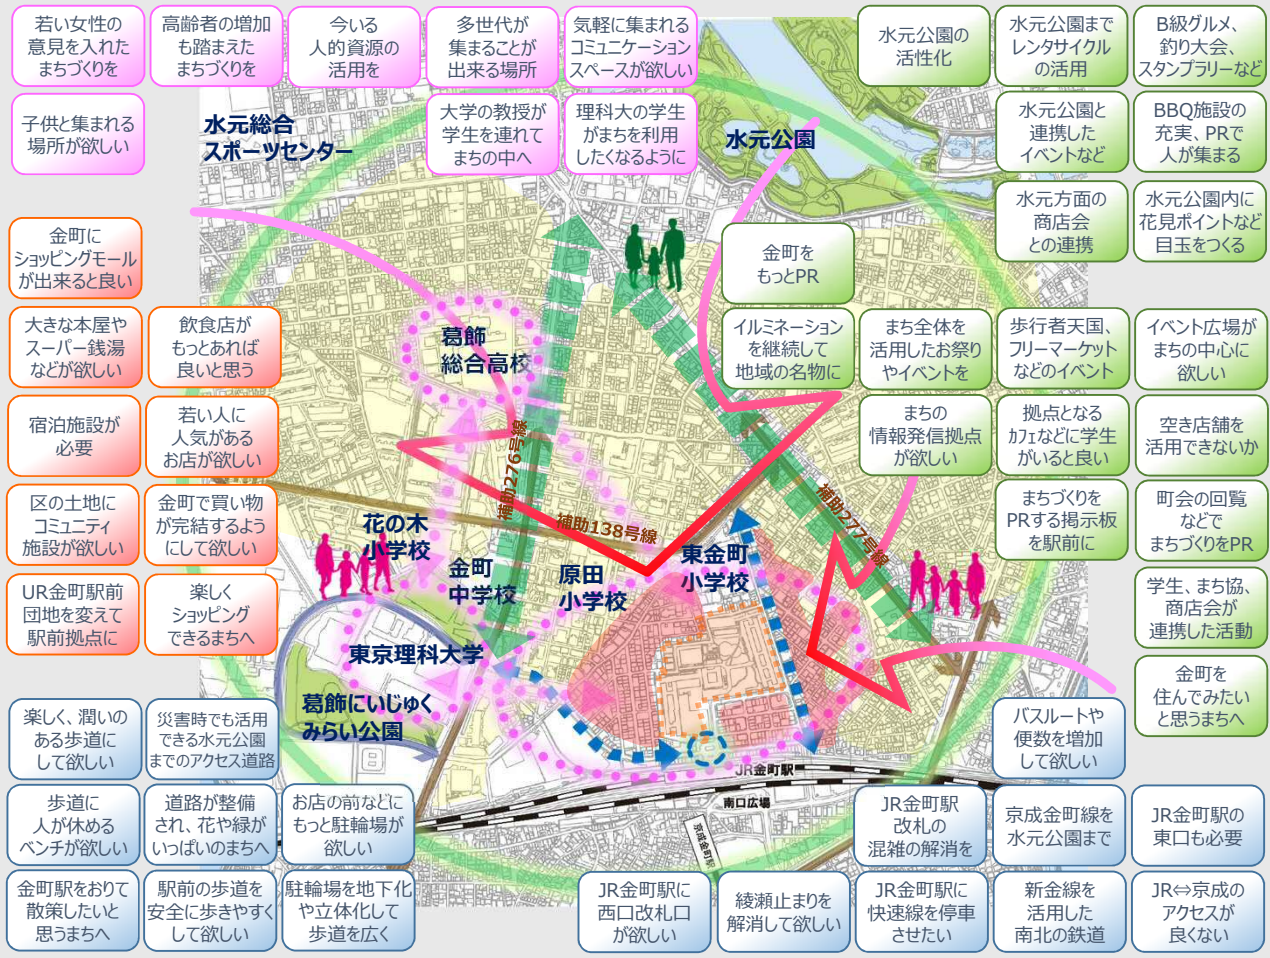 若い女性の
意見を入れた
まちづくりを
高齢者の増加
も踏まえた
まちづくりを
今いる
人的資源の
活用を
多世代が
集まることが
出来る場所
気軽に集まれる
コミュニケーション
スペースが欲しい
子供と集まれる
場所が欲しい
大学の教授が
学生を連れて
まちの中へ
理科大の学生
がまちを利用
したくなるように
水元公園の
活性化
水元公園まで
レンタサイクル
の活用
B級グルメ、
釣り大会、
スタンプラリーなど
水元公園と
連携した
イベントなど
BBQ施設の
充実、PRで
人が集まる
水元方面の
商店会
との連携
水元公園内に
花見ポイントなど
目玉をつくる
水元総合
スポーツセンター
水元公園
金町に
ショッピングモール
が出来ると良い
大きな本屋や
スーパー銭湯
などが欲しい
飲食店が
もっとあれば
良いと思う
宿泊施設が
必要
若い人に
人気がある
お店が欲しい
区の土地に
コミュニティ
施設が欲しい
金町で買い物
が完結するよう
にして欲しい
UR金町駅前
団地を変えて
駅前拠点に
楽しく
ショッピング
できるまちへ
金町を
もっとPR
イルミネーション
を継続して
地域の名物に
まち全体を
活用したお祭り
やイベントを
歩行者天国、
フリーマーケット
などのイベント
イベント広場が
まちの中心に
欲しい
まちの
情報発信拠点
が欲しい
拠点となる
カフェなどに学生
がいると良い
空き店舗を
活用できないか
まちづくりを
PRする掲示板
を駅前に
町会の回覧
などで
まちづくりをPR
学生、まち協、
商店会が
連携した活動
金町を
住んでみたい
と思うまちへ
葛飾
総合高校
補助276号線
補助138号線
補助277号線
花の木
小学校
金町
中学校
原田
小学校
東金町
小学校
東京理科大学
葛飾にいじゅく
みらい公園
JR金町駅
南口広場
京成金町駅
楽しく、潤いの
ある歩道に
して欲しい
災害時でも活用
できる水元公園
までのアクセス道路
歩道に
人が休める
ベンチが欲しい
道路が整備
され、花や緑が
いっぱいのまちへ
お店の前などに
もっと駐輪場が
欲しい
金町駅をおりて
散策したいと
思うまちへ
駅前の歩道を
安全に歩きやすく
して欲しい
駐輪場を地下化
や立体化して
歩道を広く
バスルートや
便数を増加
して欲しい
JR金町駅
改札の
混雑の解消を
京成金町線を
水元公園まで
JR金町駅の
東口も必要
JR金町駅に
西口改札口
が欲しい
綾瀬止まりを
解消して欲しい
JR金町駅に
快速線を停車
させたい
新金線を
活用した
南北の鉄道
JR⇔京成の
アクセスが
良くない